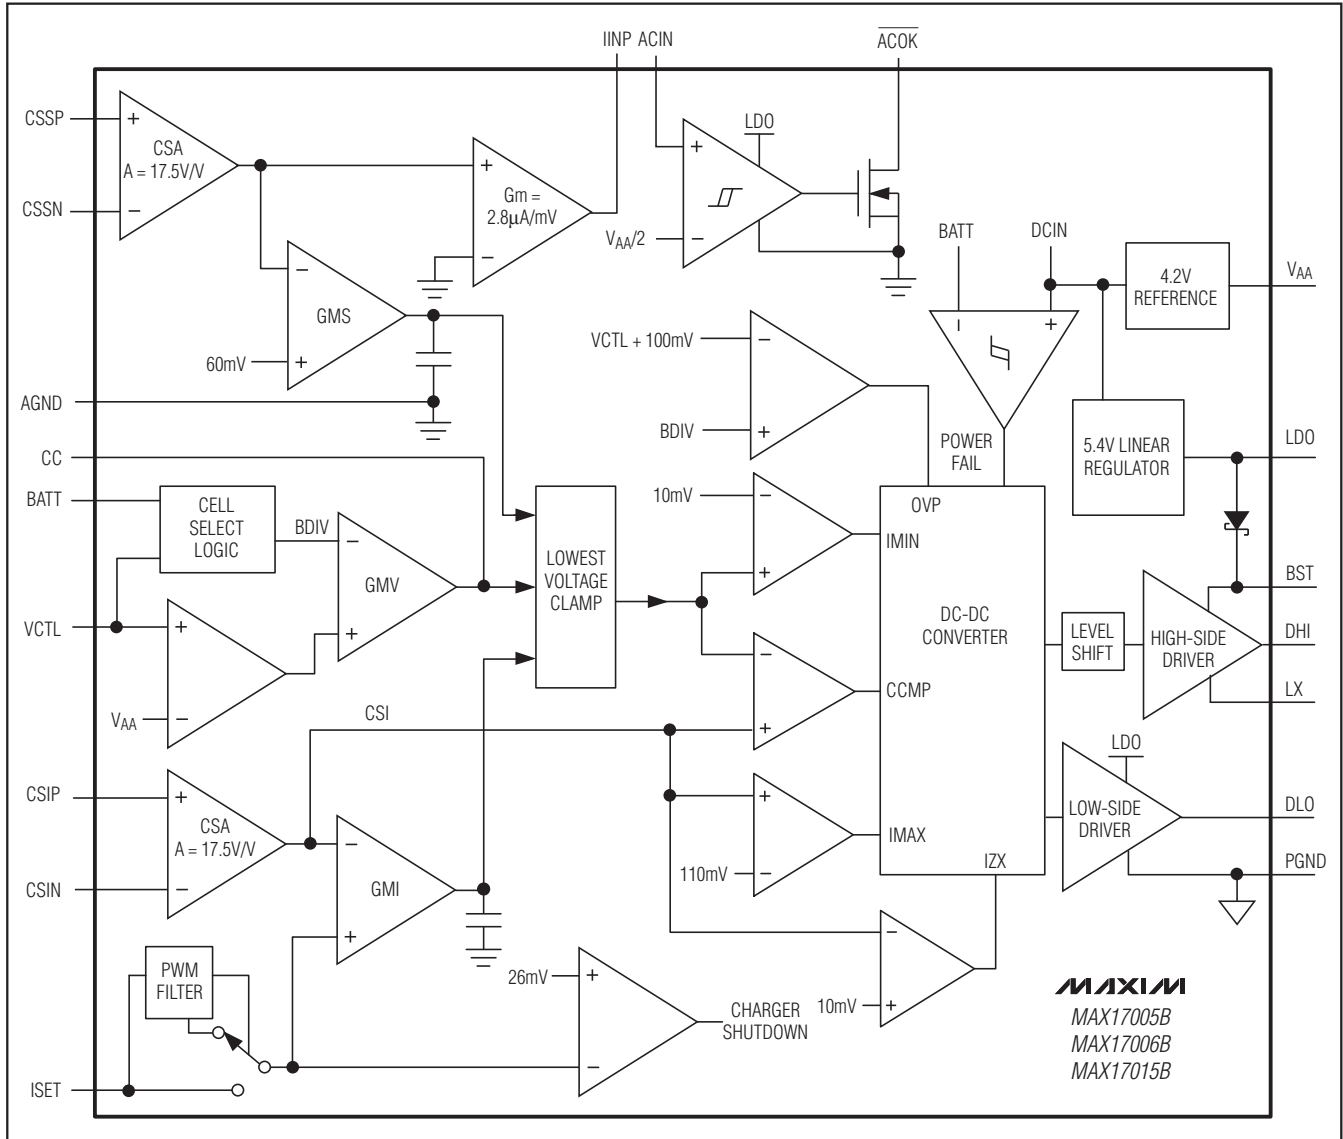 IINP ACIN
ACOK
CSSP
+
CSA
A = 17.5V/V
CSSN
−
+
Gm =
2.8µA/mV
−
LDO
+
VAA/2
−
BATT
DCIN
4.2V
REFERENCE
VAA
−
GMS
60mV
+
VCTL + 100mV
−
BDIV
+
−
+
POWER
FAIL
5.4V LINEAR
REGULATOR
LDO
AGND
CC
BATT
CELL
SELECT
LOGIC
BDIV
−
GMV
+
VCTL
+
VAA
−
LOWEST
VOLTAGE
CLAMP
10mV
−
+
OVP
IMIN
DC-DC
CONVERTER
CCMP
IMAX
IZX
−
+
LEVEL
SHIFT
HIGH-SIDE
DRIVER
BST
DHI
LX
CSI
CSIP
+
CSA
A = 17.5V/V
CSIN
−
−
GMI
+
+
110mV
−
LDO
LOW-SIDE
DRIVER
DLO
PGND
PWM
FILTER
ISET
26mV
+
−
CHARGER
SHUTDOWN
−
10mV
+
MAXIM
MAX17005B
MAX17006B
MAX17015B